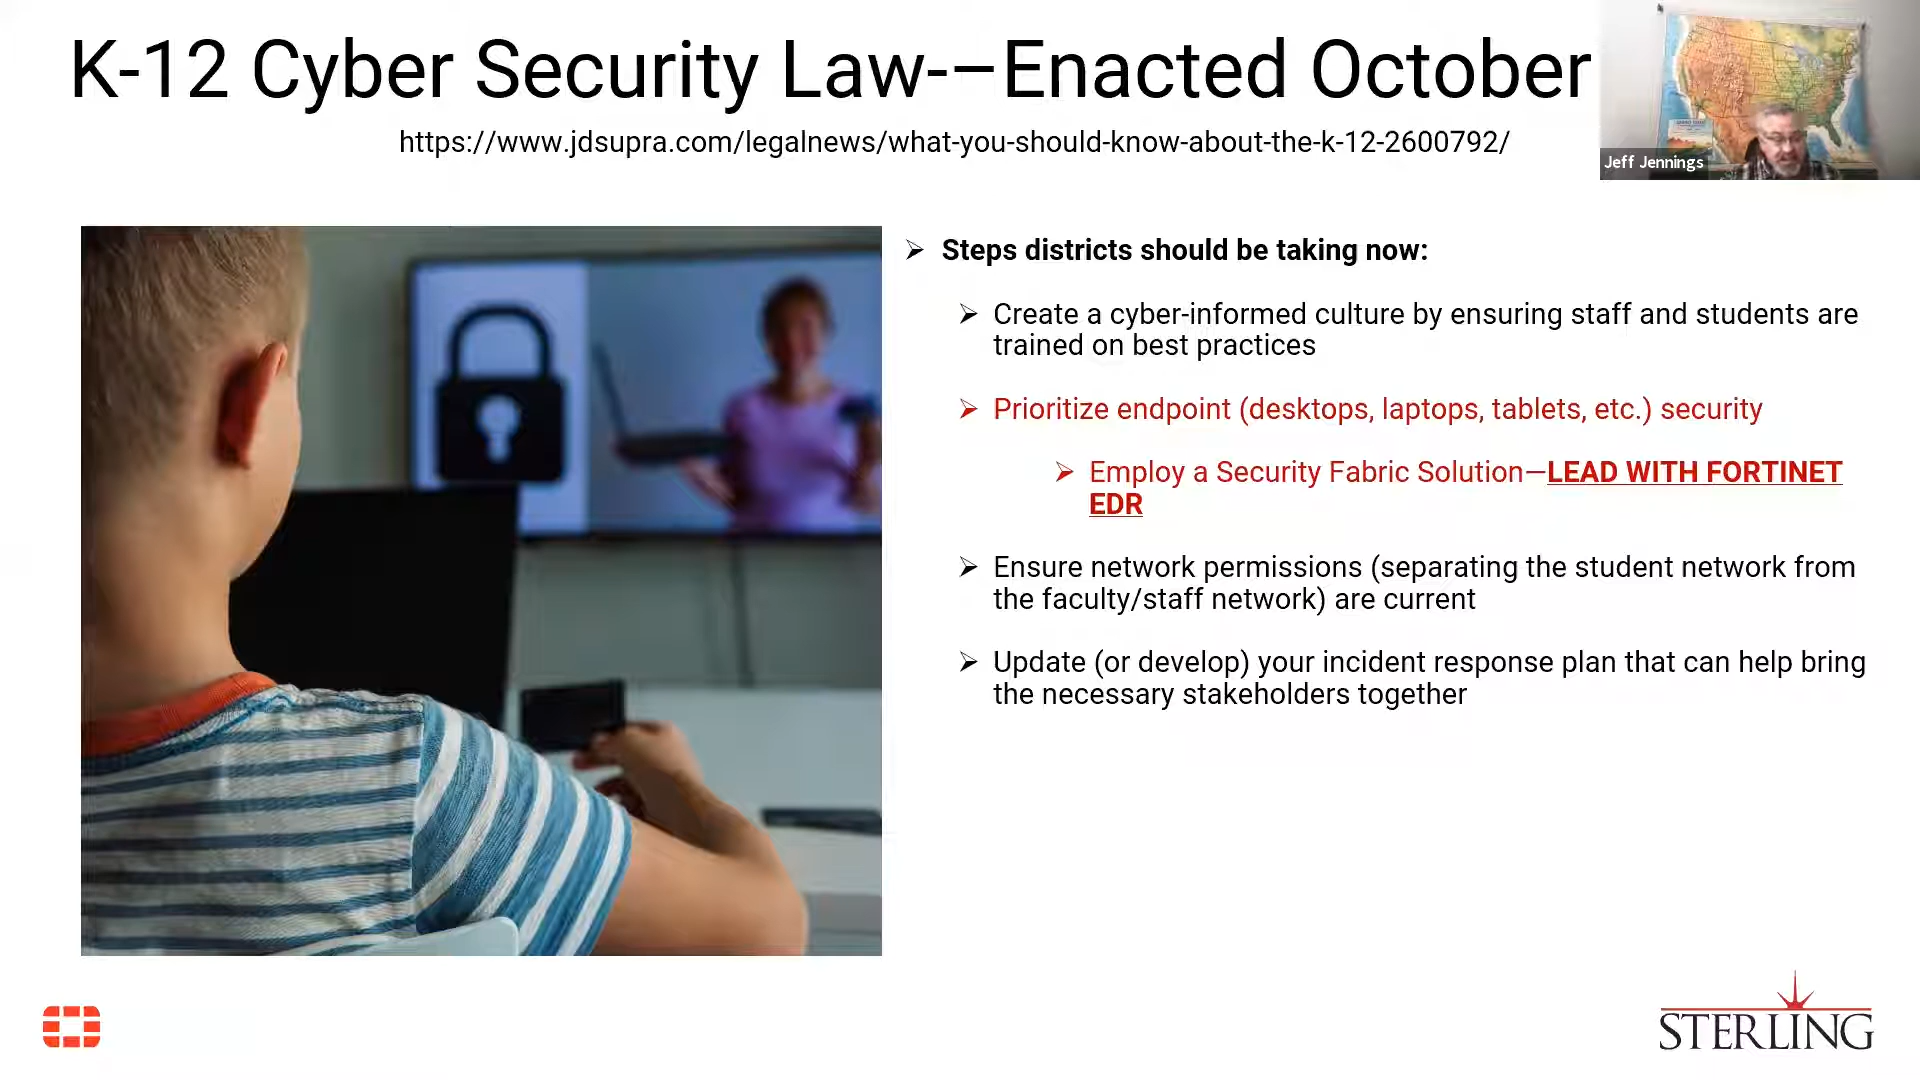 K-12 Cyber Security Law-–Enacted October
https://www.jdsupra.com/legalnews/what-you-should-know-about-the-k-12-2600792/
Jeff Jennings
➢ Steps districts should be taking now:
➢ Create a cyber-informed culture by ensuring staff and students are
trained on best practices
➢ Prioritize endpoint (desktops, laptops, tablets, etc.) security
➢ Employ a Security Fabric Solution—LEAD WITH FORTINET
EDR
➢ Ensure network permissions (separating the student network from
the faculty/staff network) are current
➢ Update (or develop) your incident response plan that can help bring
the necessary stakeholders together
STERLING